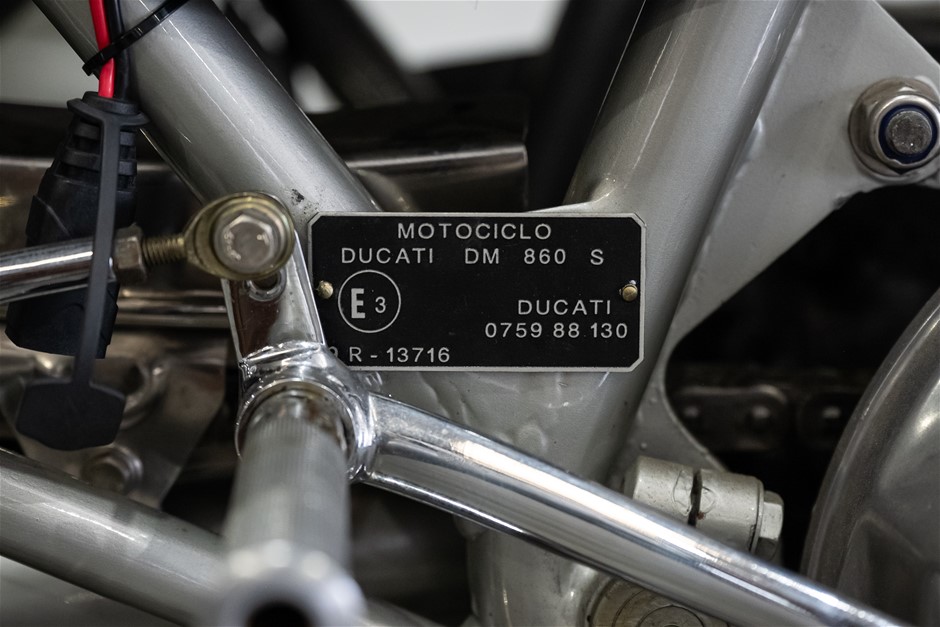 MOTOCICLO
DUCATI DM 860 S
E 3
DUCATI
0759 88 130
R - 13716